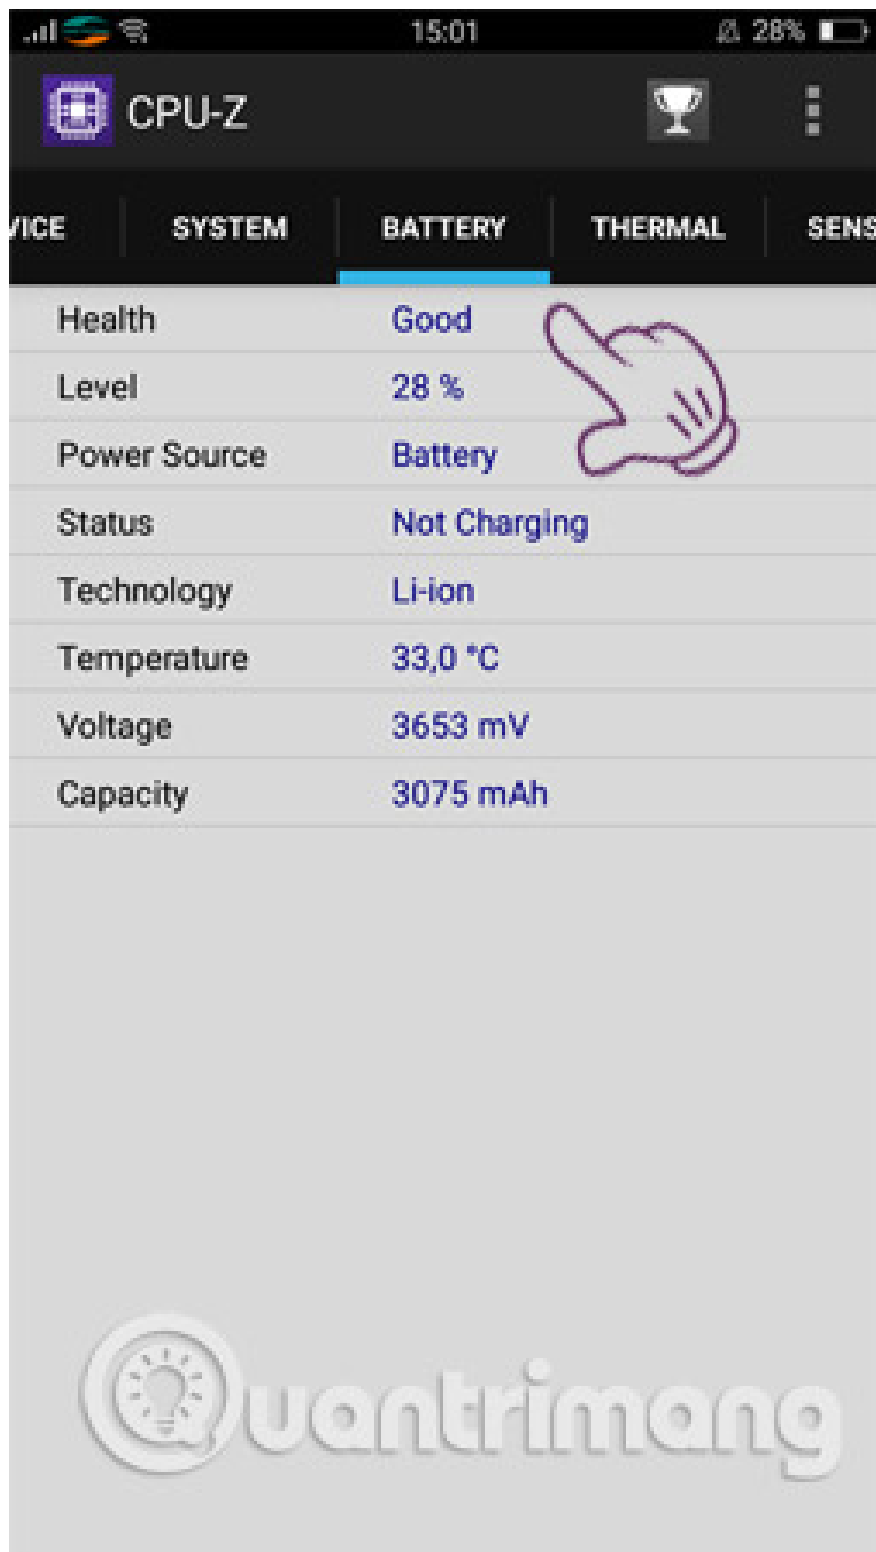 15:01 28%
CPU-Z
VICE SYSTEM BATTERY THERMAL SENS
Health Good
Level 28 %
Power Source Battery
Status Not Charging
Technology Li-ion
Temperature 33,0 °C
Voltage 3653 mV
Capacity 3075 mAh
Quantrimang